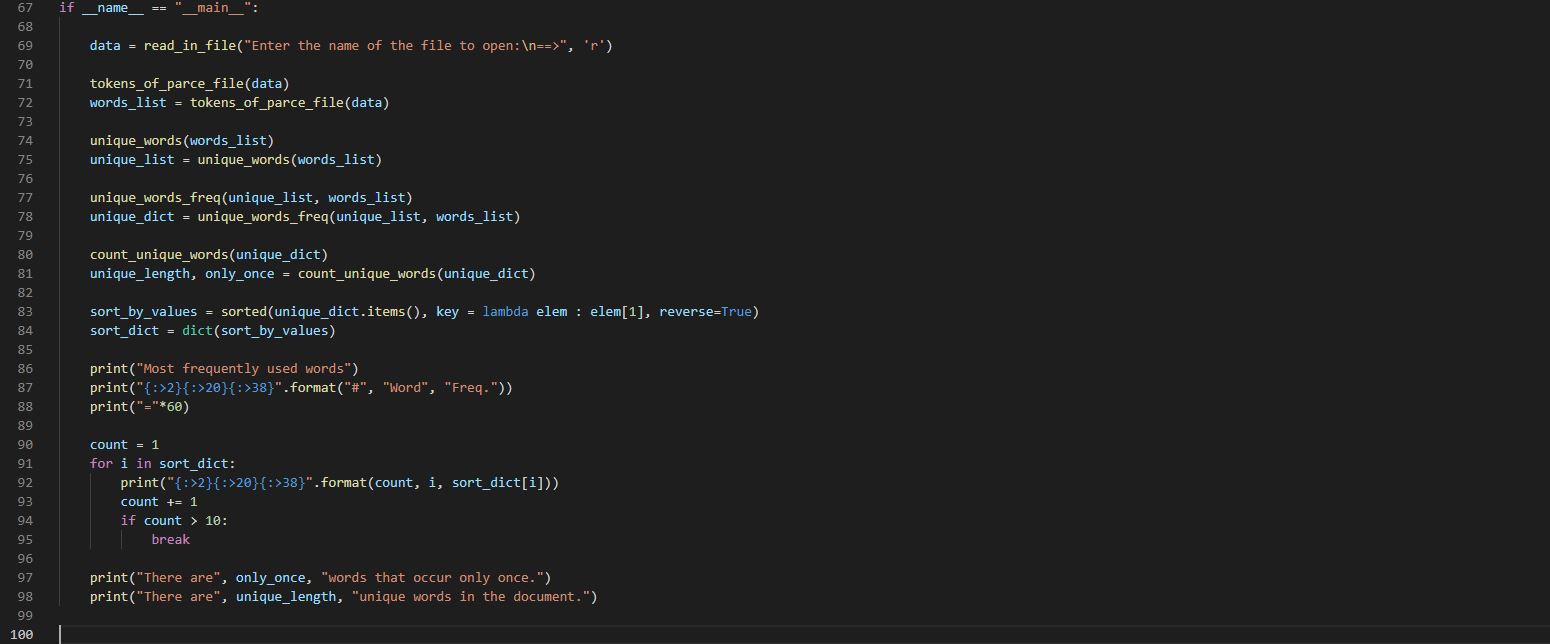 67 if __name__ == "__main__":
68
69 data = read_in_file("Enter the name of the file to open:\n==>", 'r')
70
71 tokens_of_parce_file(data)
72 words_list = tokens_of_parce_file(data)
73
74 unique_words(words_list)
75 unique_list = unique_words(words_list)
76
77 unique_words_freq(unique_list, words_list)
78 unique_dict = unique_words_freq(unique_list, words_list)
79
80 count_unique_words(unique_dict)
81 unique_length, only_once = count_unique_words(unique_dict)
82
83 sort_by_values = sorted(unique_dict.items(), key = lambda elem : elem[1], reverse=True)
84 sort_dict = dict(sort_by_values)
85
86 print("Most frequently used words")
87 print("{:>2}{:>20}{:>38}".format("#", "Word", "Freq."))
88 print("="*60)
89
90 count = 1
91 for i in sort_dict:
92 print("{:>2}{:>20}{:>38}".format(count, i, sort_dict[i]))
93 count += 1
94 if count > 10:
95 break
96
97 print("There are", only_once, "words that occur only once.")
98 print("There are", unique_length, "unique words in the document.")
99
100